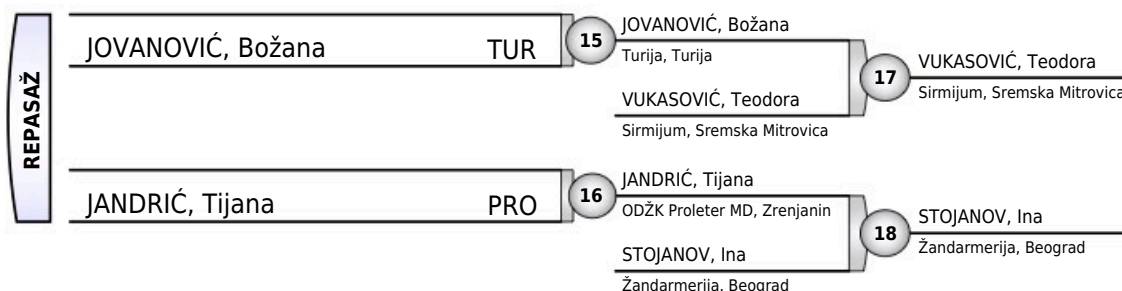 REPASAŽ
JOVANOVIĆ, Božana TUR
15
JOVANOVIĆ, Božana
Turija, Turija
VUKASOVIĆ, Teodora
Sirmijum, Sremska Mitrovica
17
VUKASOVIĆ, Teodora
Sirmijum, Sremska Mitrovica
JANDRIĆ, Tijana PRO
16
JANDRIĆ, Tijana
ODŽK Proleter MD, Zrenjanin
STOJANOV, Ina
Žandarmerija, Beograd
18
STOJANOV, Ina
Žandarmerija, Beograd